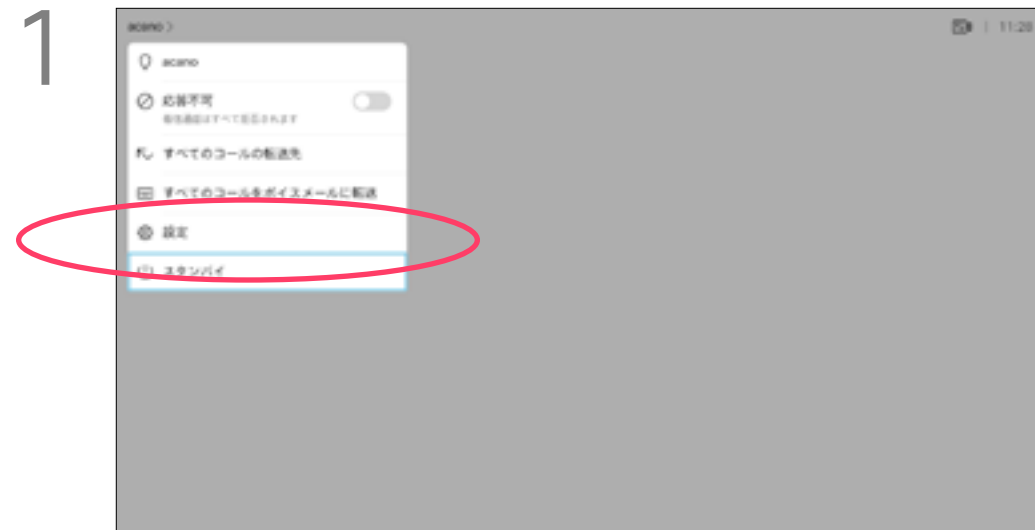 1
acano
11:20
acano
応答不可
着信通話はすべて拒否されます
すべてのコールの転送先
すべてのコールをボイスメールに転送
設定
スタンバイ